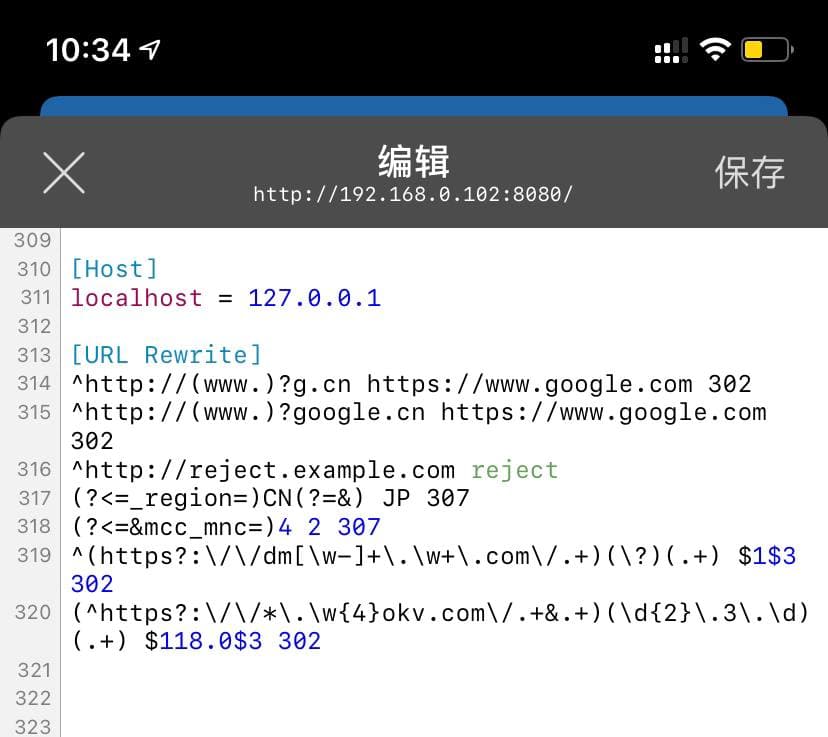 10:34
编辑
http://192.168.0.102:8080/
保存
309
310 [Host]
311 localhost = 127.0.0.1
312
313 [URL Rewrite]
314 ^http://(www.)?g.cn https://www.google.com 302
315 ^http://(www.)?google.cn https://www.google.com
302
316 ^http://reject.example.com reject
317 (?<=_region=)CN(?=&) JP 307
318 (?<=&mcc_mnc=)4 2 307
319 ^(https?:\/\/dm[\w-]+\.\w+\.com\/.+)(\?)(.+) $1$3
302
320 (^https?:\/\/*\.\w{4}okv.com\/.+&.+)(\d{2}\.3\.\d)
(.+) $118.0$3 302
321
322
323